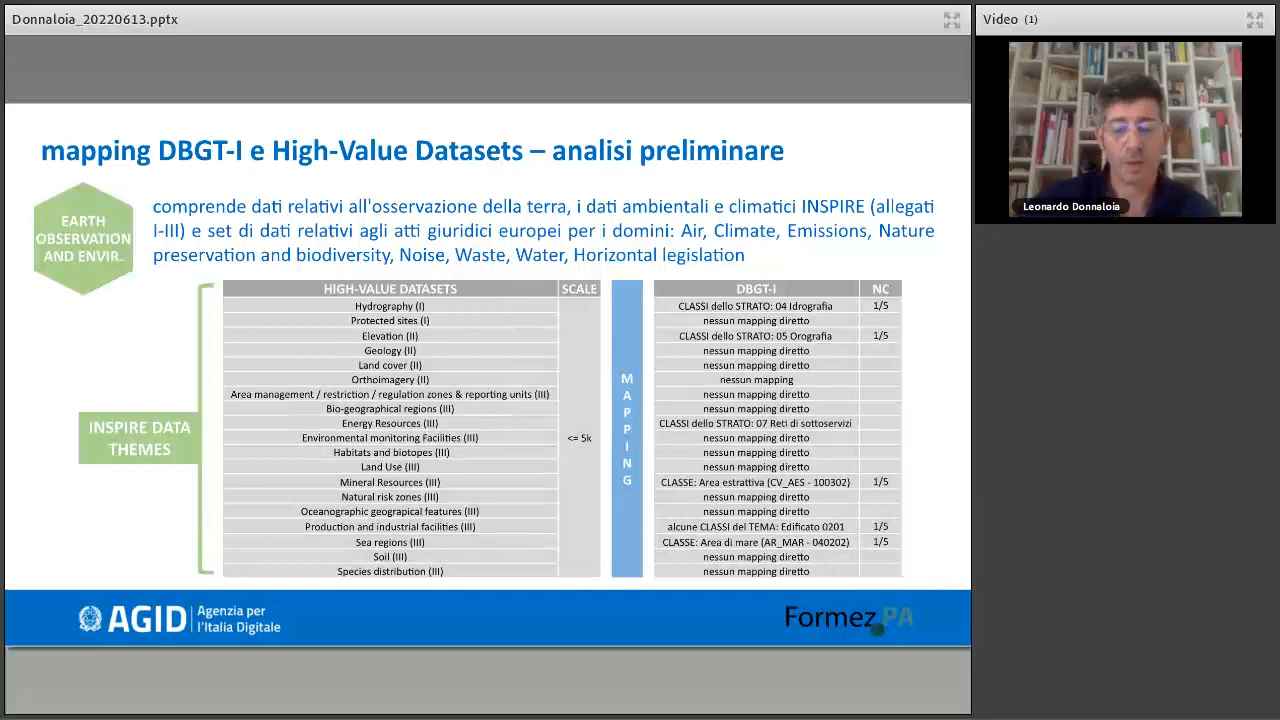 Donnaloia_20220613.pptx
Video (1)
Leonardo Donnaloia
mapping DBGT-I e High-Value Datasets – analisi preliminare
EARTH
OBSERVATION
AND ENVIR.
comprende dati relativi all'osservazione della terra, i dati ambientali e climatici INSPIRE (allegati
I-III) e set di dati relativi agli atti giuridici europei per i domini: Air, Climate, Emissions, Nature
preservation and biodiversity, Noise, Waste, Water, Horizontal legislation
INSPIRE DATA
THEMES
HIGH-VALUE DATASETS SCALE DBGT-I NC
Hydrography (I) CLASSI dello STRATO: 04 Idrografia 1/5
Protected sites (I) nessun mapping diretto
Elevation (II) CLASSI dello STRATO: 05 Orografia 1/5
Geology (II) nessun mapping diretto
Land cover (II) nessun mapping diretto
Orthoimagery (II) nessun mapping
Area management / restriction / regulation zones & reporting units (III) nessun mapping diretto
Bio-geographical regions (III) nessun mapping diretto
Energy Resources (III) CLASSI dello STRATO: 07 Reti di sottoservizi
Environmental monitoring Facilities (III) <= 5k nessun mapping diretto
Habitats and biotopes (III) nessun mapping diretto
Land Use (III) nessun mapping diretto
Mineral Resources (III) CLASSE: Area estrattiva (CV_AES - 100302) 1/5
Natural risk zones (III) nessun mapping diretto
Oceanographic geograpical features (III) nessun mapping diretto
Production and industrial facilities (III) alcune CLASSI del TEMA: Edificato 0201 1/5
Sea regions (III) CLASSE: Area di mare (AR_MAR - 040202) 1/5
Soil (III) nessun mapping diretto
Species distribution (III) nessun mapping diretto
M
A
P
P
I
N
G
AGID
Agenzia per
l'Italia Digitale
Formez PA